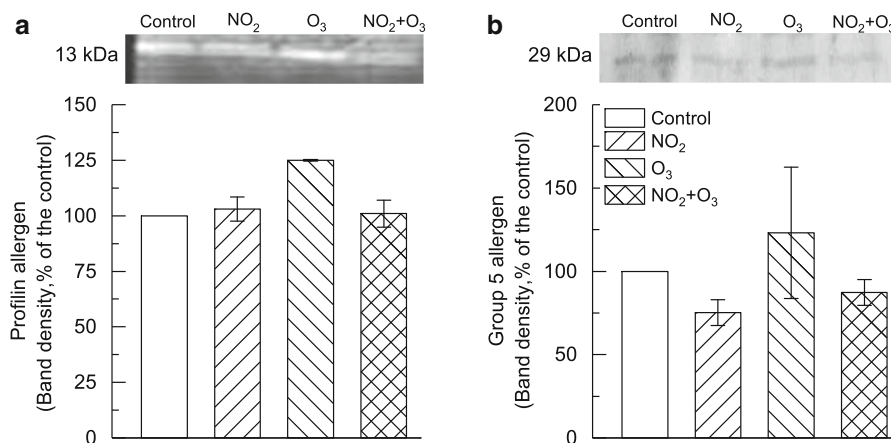 a
Control NO₂ O₃ NO₂+O₃
13 kDa
150
125
100
75
50
25
0
Profilin allergen
(Band density,% of the control)
b
Control NO₂ O₃ NO₂+O₃
29 kDa
200
150
100
50
0
Group 5 allergen
(Band density,% of the control)
Control
NO₂
O₃
NO₂+O₃